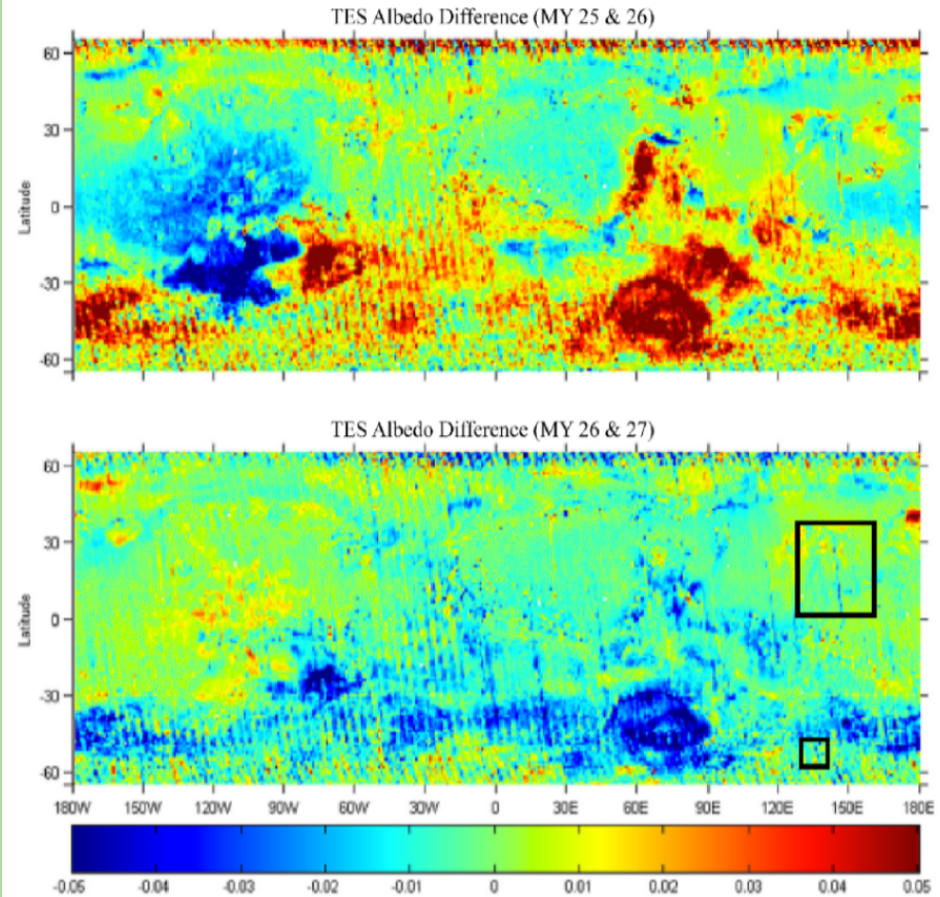 TES Albedo Difference (MY 25 & 26)
60
30
0
-30
-60
Latitude
TES Albedo Difference (MY 26 & 27)
60
30
0
-30
-60
Latitude
180W 150W 120W 90W 60W 30W 0 30E 60E 90E 120E 150E 180E
-0.05 -0.04 -0.03 -0.02 -0.01 0 0.01 0.02 0.03 0.04 0.05